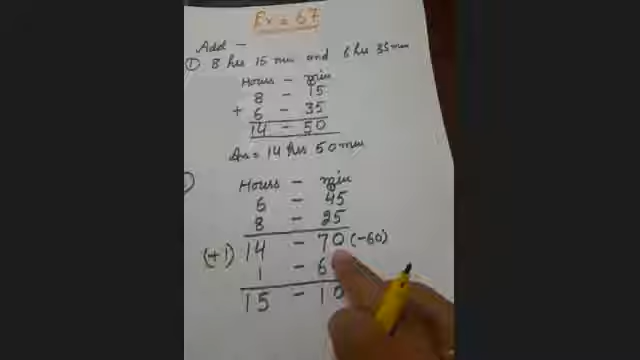 Ex = 67
Add -
① 8 hrs 15 min and 6 hrs 35 min
Hours - min
8 - 15
+ 6 - 35
14 - 50
Ans = 14 hrs 50 min
Hours - min
6 - 45
8 - 25
(+1) 14 - 70 (-60)
1 - 6
15 - 10